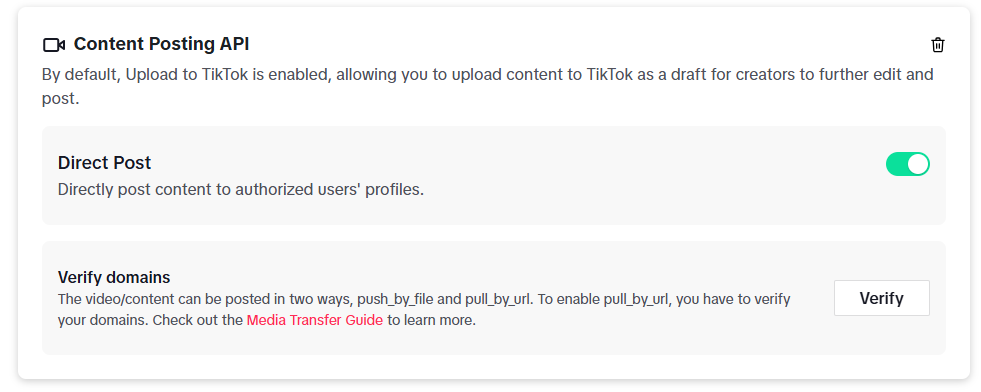 Content Posting API
By default, Upload to TikTok is enabled, allowing you to upload content to TikTok as a draft for creators to further edit and
post.
Direct Post
Directly post content to authorized users' profiles.
Verify domains
The video/content can be posted in two ways, push_by_file and pull_by_url. To enable pull_by_url, you have to verify
your domains. Check out the Media Transfer Guide to learn more.
Verify